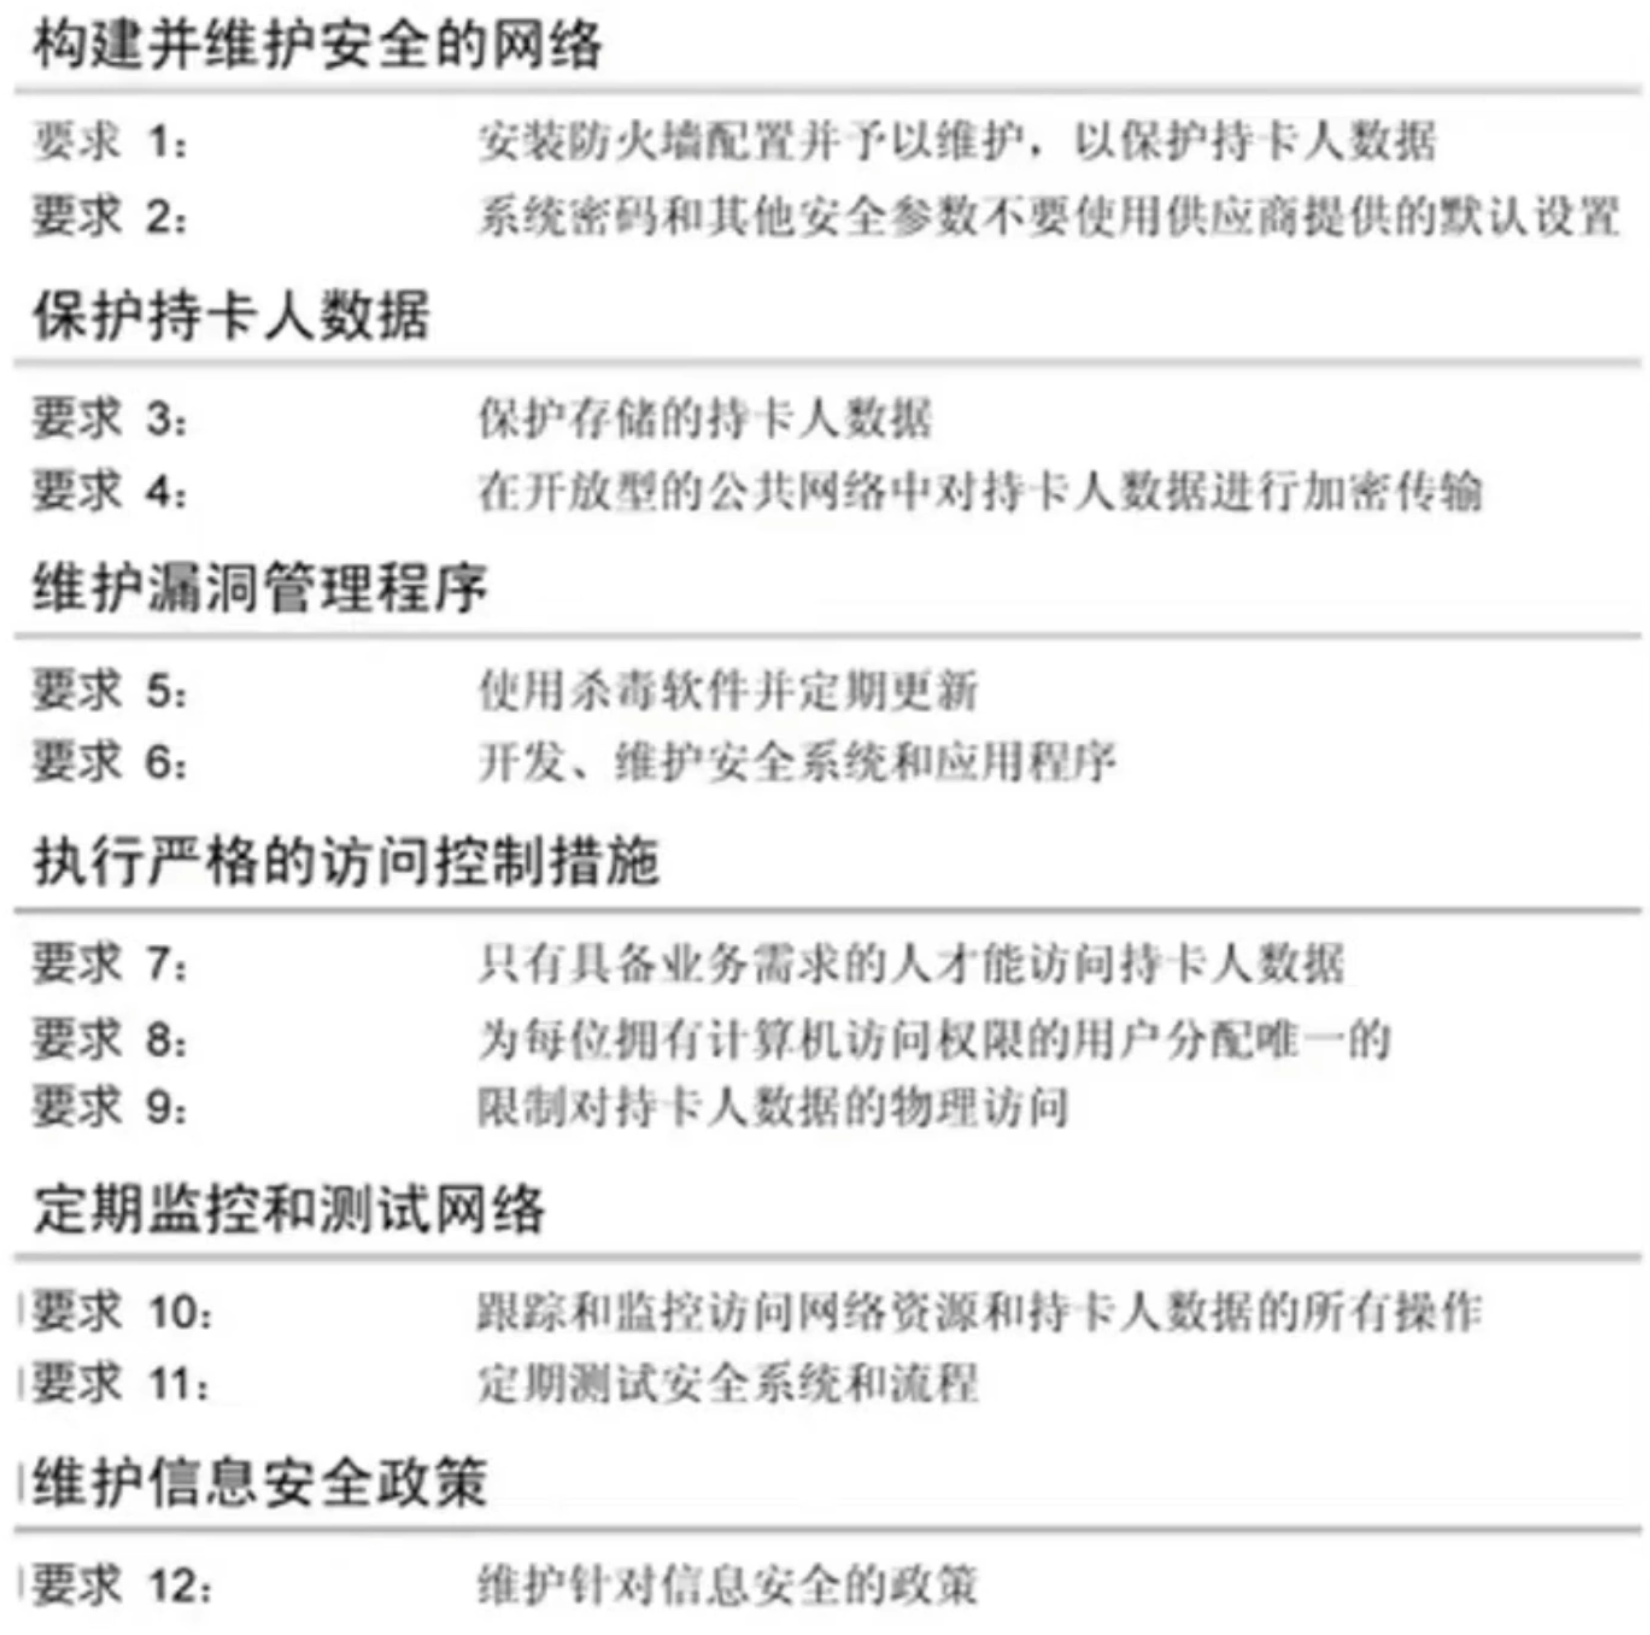 构建并维护安全的网络
要求 1： 安装防火墙配置并予以维护，以保护持卡人数据
要求 2： 系统密码和其他安全参数不要使用供应商提供的默认设置
保护持卡人数据
要求 3： 保护存储的持卡人数据
要求 4： 在开放型的公共网络中对持卡人数据进行加密传输
维护漏洞管理程序
要求 5： 使用杀毒软件并定期更新
要求 6： 开发、维护安全系统和应用程序
执行严格的访问控制措施
要求 7： 只有具备业务需求的人才能访问持卡人数据
要求 8： 为每位拥有计算机访问权限的用户分配唯一的
要求 9： 限制对持卡人数据的物理访问
定期监控和测试网络
要求 10： 跟踪和监控访问网络资源和持卡人数据的所有操作
要求 11： 定期测试安全系统和流程
维护信息安全政策
要求 12： 维护针对信息安全的政策